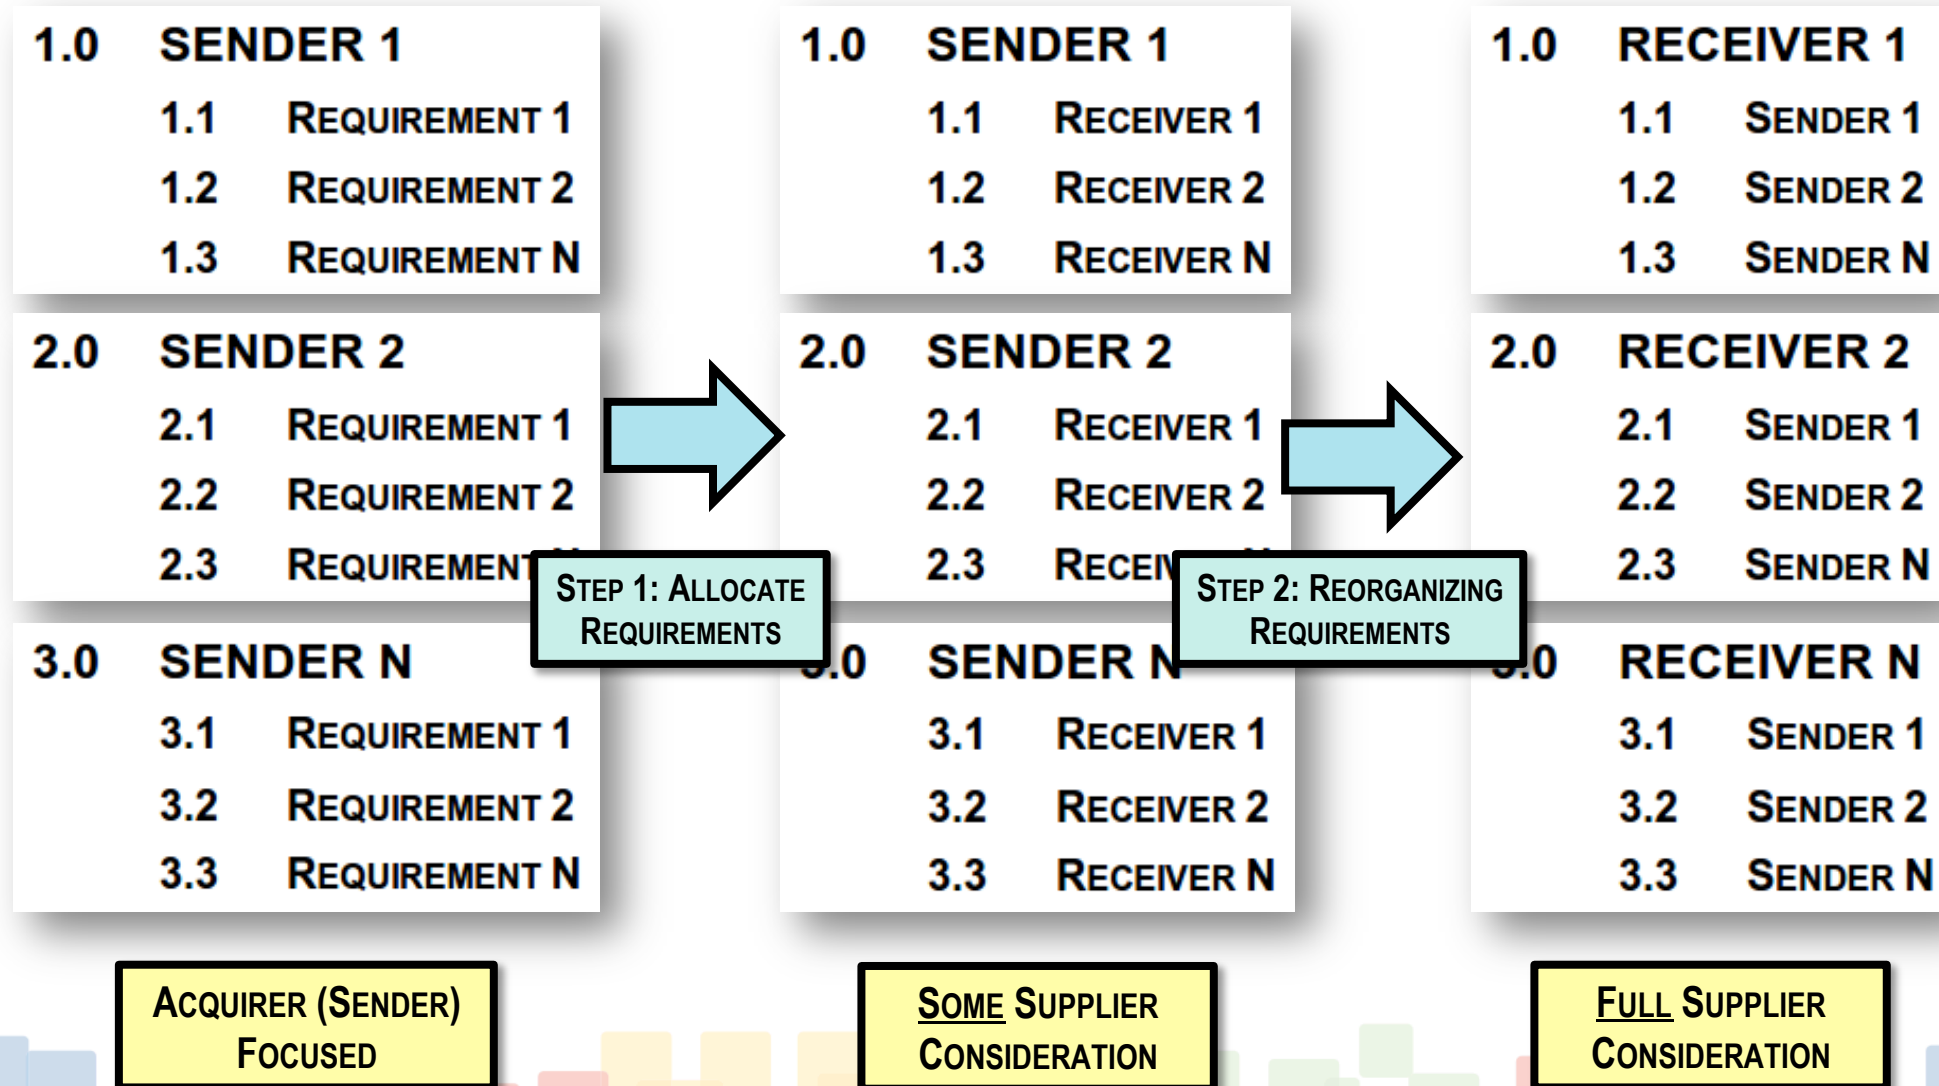 1.0 SENDER 1
1.1 REQUIREMENT 1
1.2 REQUIREMENT 2
1.3 REQUIREMENT N
2.0 SENDER 2
2.1 REQUIREMENT 1
2.2 REQUIREMENT 2
2.3 REQUIREMENT
3.0 SENDER N
3.1 REQUIREMENT 1
3.2 REQUIREMENT 2
3.3 REQUIREMENT N
ACQUIRER (SENDER)
FOCUSED
STEP 1: ALLOCATE
REQUIREMENTS
1.0 SENDER 1
1.1 RECEIVER 1
1.2 RECEIVER 2
1.3 RECEIVER N
2.0 SENDER 2
2.1 RECEIVER 1
2.2 RECEIVER 2
2.3
.0 SENDER N
3.1 RECEIVER 1
3.2 RECEIVER 2
3.3 RECEIVER N
SOME SUPPLIER
CONSIDERATION
STEP 2: REORGANIZING
REQUIREMENTS
1.0 RECEIVER 1
1.1 SENDER 1
1.2 SENDER 2
1.3 SENDER N
2.0 RECEIVER 2
2.1 SENDER 1
2.2 SENDER 2
2.3 SENDER N
.0 RECEIVER N
3.1 SENDER 1
3.2 SENDER 2
3.3 SENDER N
FULL SUPPLIER
CONSIDERATION